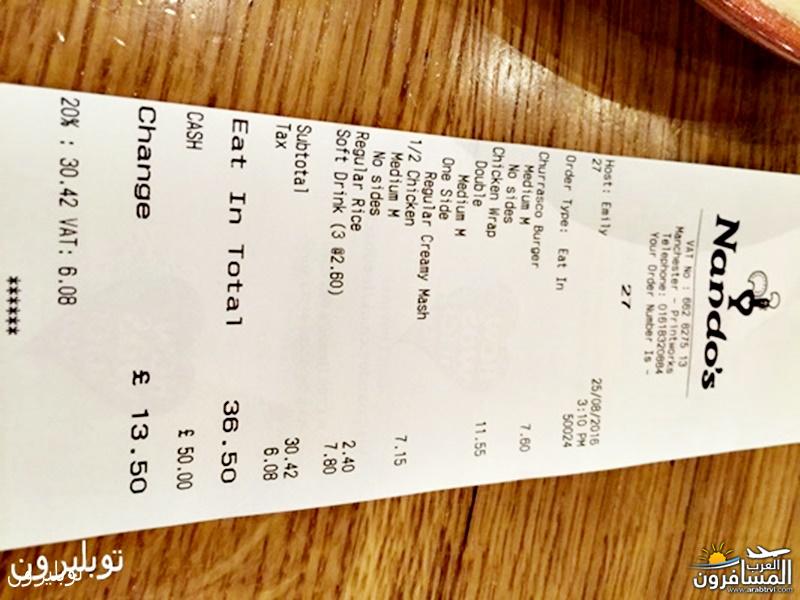 Nando's
VAT No : 662 8275 13
Manchester - Printworks
Telephone: 01618320884
Your Order Number Is -
27
Host: Emily 25/08/2016
27 3:10 PM
50024
Order Type: Eat In
Churrasco Burger 7.60
Medium M
No sides
Chicken Wrap 11.55
Double
Medium M
One Side
Regular Creamy Mash
1/2 Chicken 7.15
Medium M
No sides
Regular Rice 2.40
Soft Drink (3 @2.60) 7.80
Subtotal 30.42
Tax 6.08
Eat In Total 36.50
CASH £ 50.00
Change £ 13.50
20% : 30.42 VAT: 6.08
******
توبليرون
توبليرون
العرب
المسافرون
www.arabtrvl.com